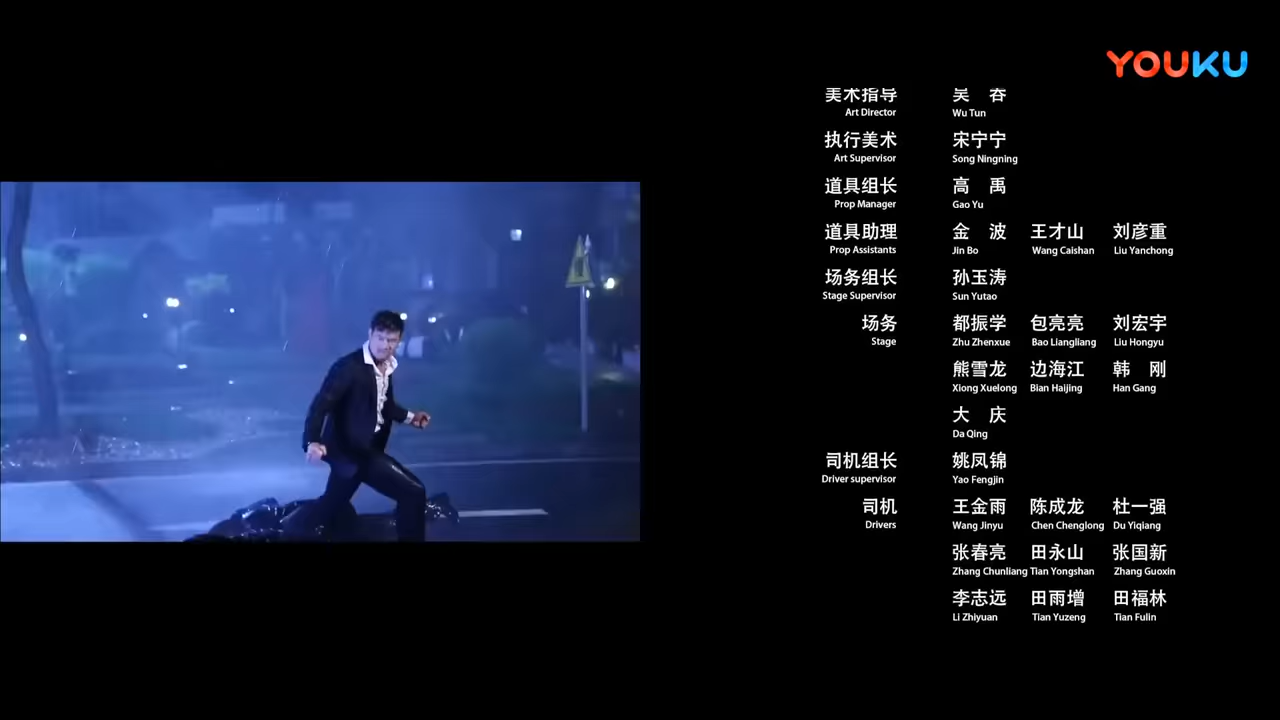 YOUKU
美术指导 吴 吞
Art Director Wu Tun
执行美术 宋宁宁
Art Supervisor Song Ningning
道具组长 高 禹
Prop Manager Gao Yu
道具助理 金 波 王才山 刘彦重
Prop Assistants Jin Bo Wang Caishan Liu Yanchong
场务组长 孙玉涛
Stage Supervisor Sun Yutao
场务 都振学 包亮亮 刘宏宇
Stage Zhu Zhenxue Bao Liangliang Liu Hongyu
熊雪龙 边海江 韩 刚
Xiong Xuelong Bian Haijing Han Gang
大 庆
Da Qing
司机组长 姚凤锦
Driver supervisor Yao Fengjin
司机 王金雨 陈成龙 杜一强
Drivers Wang Jinyu Chen Chenglong Du Yiqiang
张春亮 田永山 张国新
Zhang Chunliang Tian Yongshan Zhang Guoxin
李志远 田雨增 田福林
Li Zhiyuan Tian Yuzeng Tian Fulin